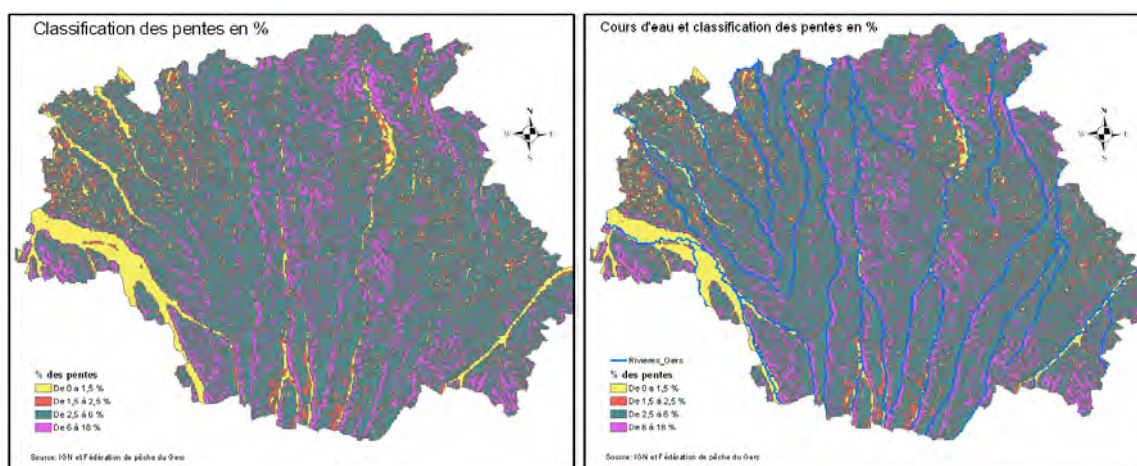 Classification des pentes en %
N
W E
S
% des pentes
De 0 à 1,5 %
De 1,5 à 2,5 %
De 2,5 à 6 %
De 6 à 18 %
Source: IGN et Fédération de pêche du Gers
Cours d'eau et classification des pentes en %
N
W E
S
Rivières_Gers
% des pentes
De 0 à 1,5 %
De 1,5 à 2,5 %
De 2,5 à 6 %
De 6 à 18 %
Source: IGN et Fédération de pêche du Gers